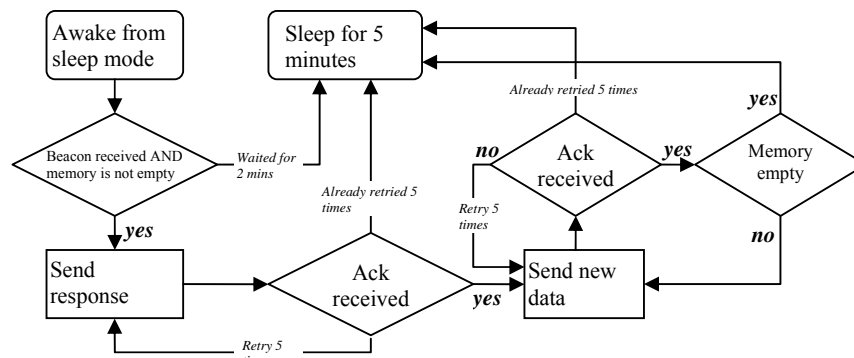 Awake from
sleep mode
Sleep for 5
minutes
Already retried 5 times
yes
Beacon received AND
memory is not empty
Waited for
2 mins
no
Ack
received
yes
Memory
empty
Already retried 5
times
Retry 5
times
yes
no
Send
response
Ack
received
yes
Send new
data
Retry 5